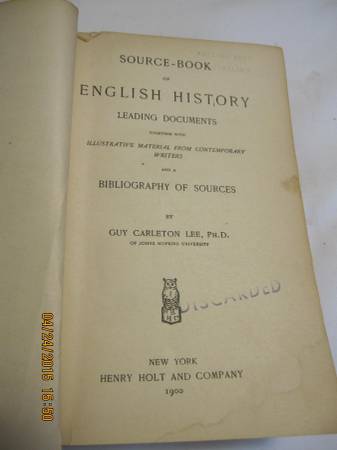 SOURCE-BOOK
OF
ENGLISH HISTORY
LEADING DOCUMENTS
TOGETHER WITH
ILLUSTRATIVE MATERIAL FROM CONTEMPORARY
WRITERS
AND A
BIBLIOGRAPHY OF SOURCES
BY
GUY CARLETON LEE, PH.D.
OF JOHNS HOPKINS UNIVERSITY
DISCARDED
NEW YORK
HENRY HOLT AND COMPANY
1900
04/24/2015 15:50